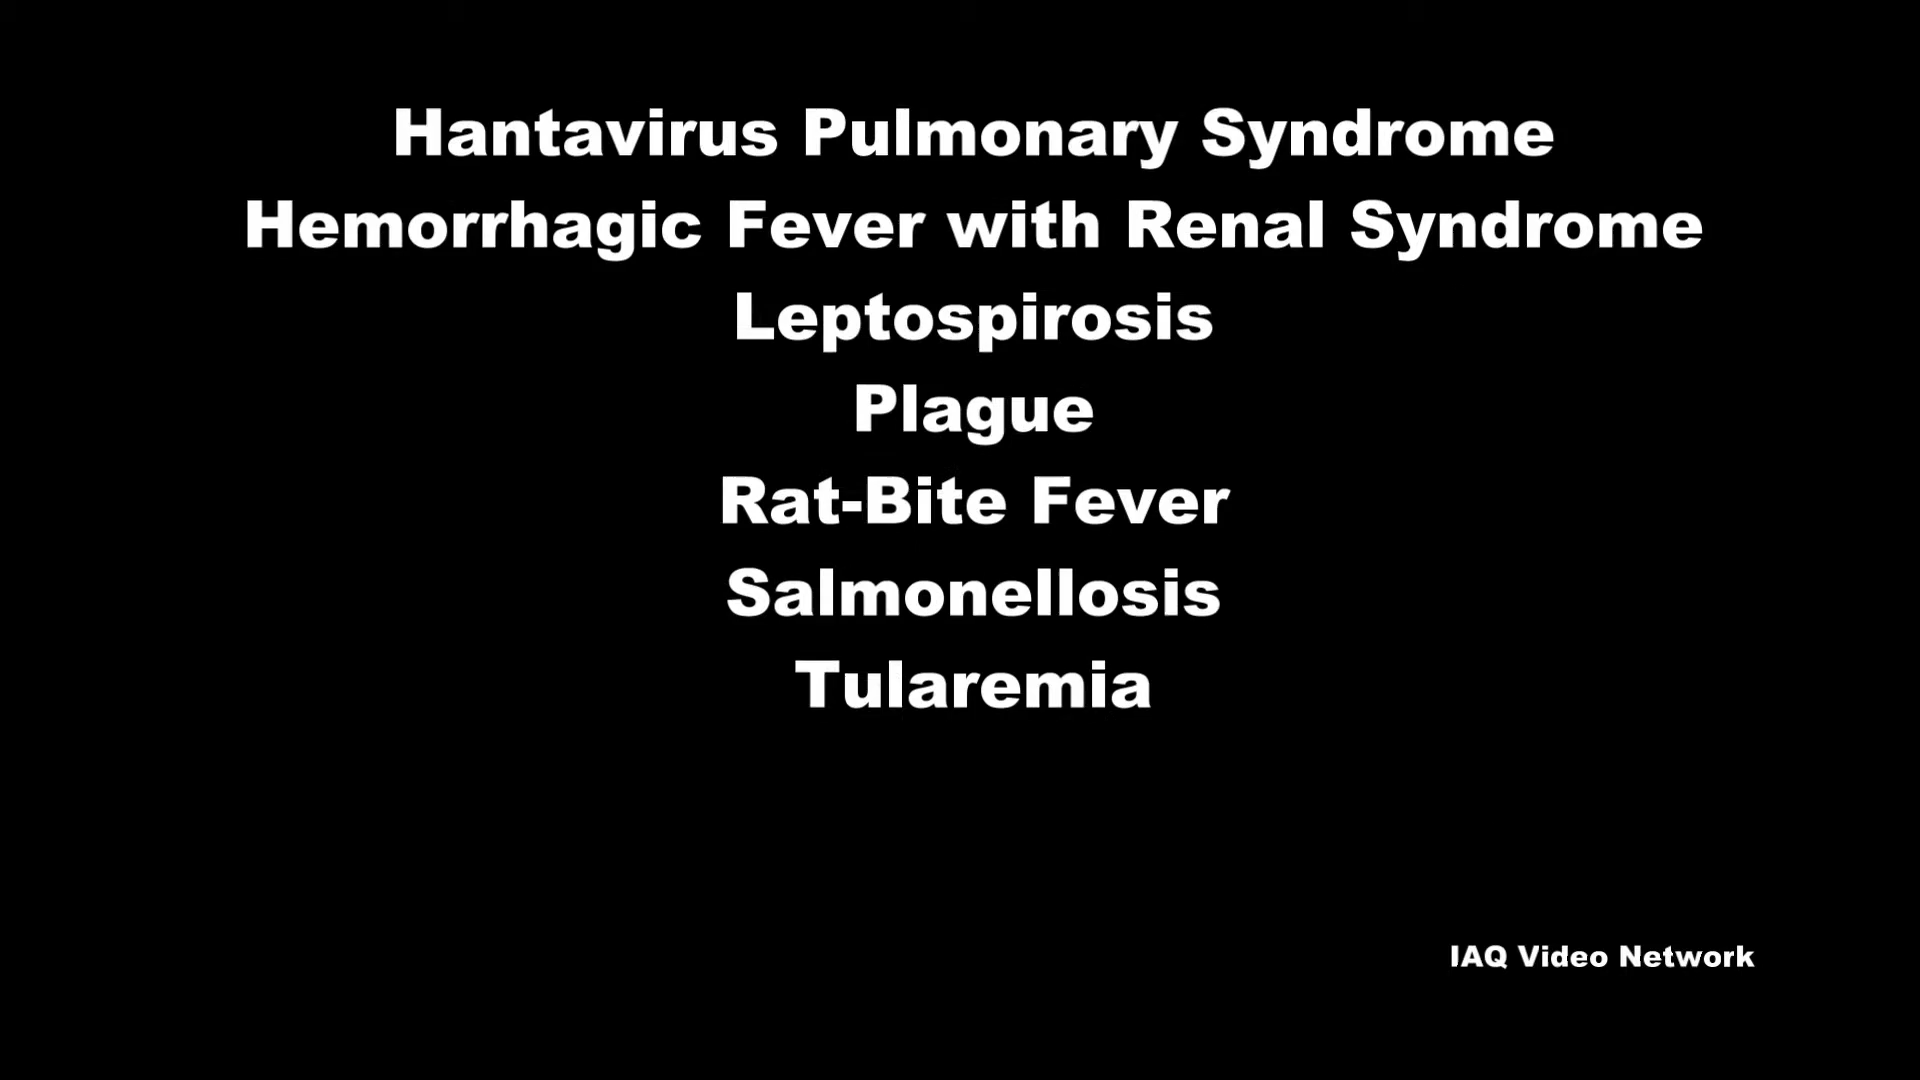 Hantavirus Pulmonary Syndrome
Hemorrhagic Fever with Renal Syndrome
Leptospirosis
Plague
Rat-Bite Fever
Salmonellosis
Tularemia
IAQ Video Network